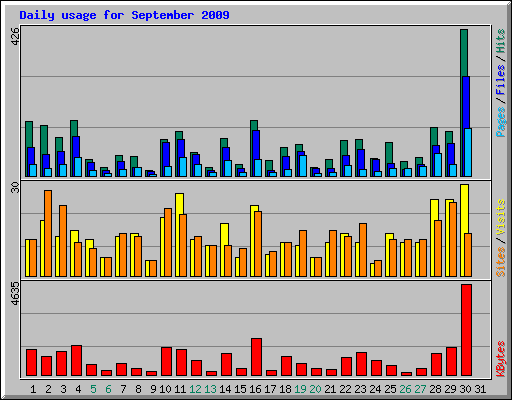 Daily usage for September 2009
426
Pages / Files / Hits
30
Sites / Visits
4635
KBytes
1 2 3 4 5 6 7 8 9 10 11 12 13 14 15 16 17 18 19 20 21 22 23 24 25 26 27 28 29 30 31